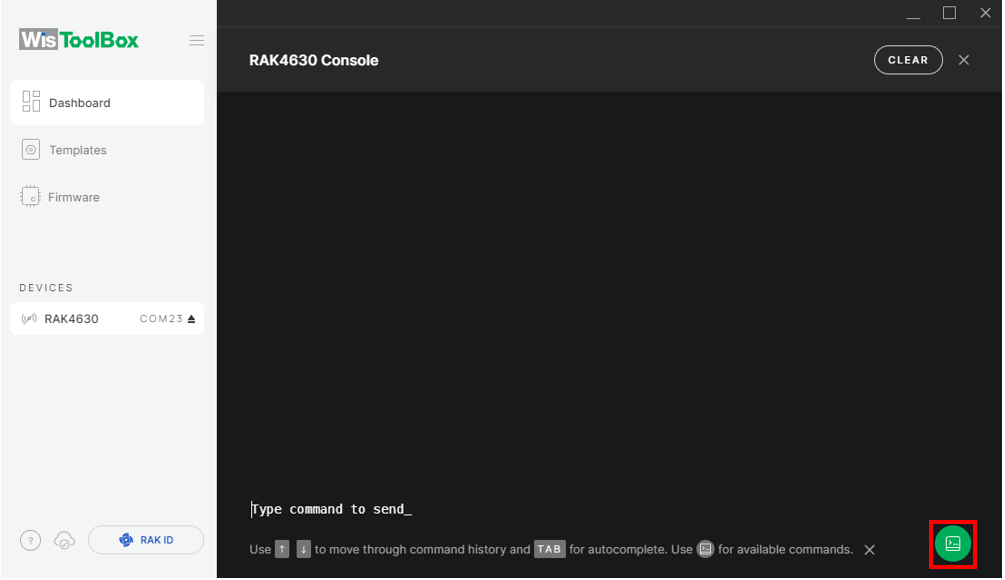 WisToolBox
RAK4630 Console
CLEAR
Dashboard
Templates
Firmware
DEVICES
RAK4630 COM23
Type command to send_
Use ↑ ↓ to move through command history and TAB for autocomplete. Use for available commands.
? RAK ID